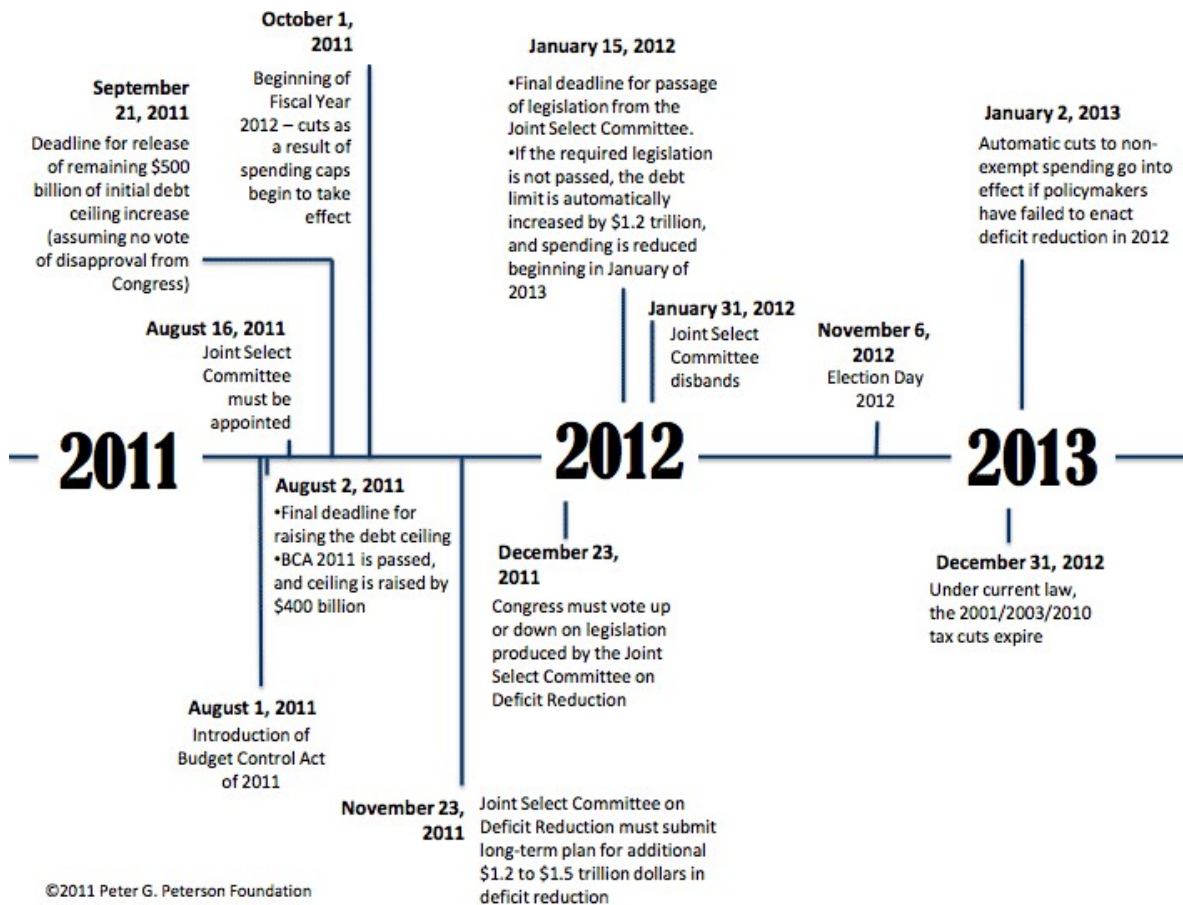 October 1,
2011
Beginning of
Fiscal Year
2012 – cuts as
a result of
spending caps
begin to take
effect
January 15, 2012
•Final deadline for passage
of legislation from the
Joint Select Committee.
•If the required legislation
is not passed, the debt
limit is automatically
increased by $1.2 trillion,
and spending is reduced
beginning in January of
2013
September
21, 2011
Deadline for release
of remaining $500
billion of initial debt
ceiling increase
(assuming no vote
of disapproval from
Congress)
January 2, 2013
Automatic cuts to non-
exempt spending go into
effect if policymakers
have failed to enact
deficit reduction in 2012
August 16, 2011
Joint Select
Committee
must be
appointed
January 31, 2012
Joint Select
Committee
disbands
November 6,
2012
Election Day
2012
2011
2012
2013
August 2, 2011
•Final deadline for
raising the debt ceiling
•BCA 2011 is passed,
and ceiling is raised by
$400 billion
December 23,
2011
Congress must vote up
or down on legislation
produced by the Joint
Select Committee on
Deficit Reduction
December 31, 2012
Under current law,
the 2001/2003/2010
tax cuts expire
August 1, 2011
Introduction of
Budget Control Act
of 2011
November 23,
2011
Joint Select Committee on
Deficit Reduction must submit
long-term plan for additional
$1.2 to $1.5 trillion dollars in
deficit reduction
©2011 Peter G. Peterson Foundation